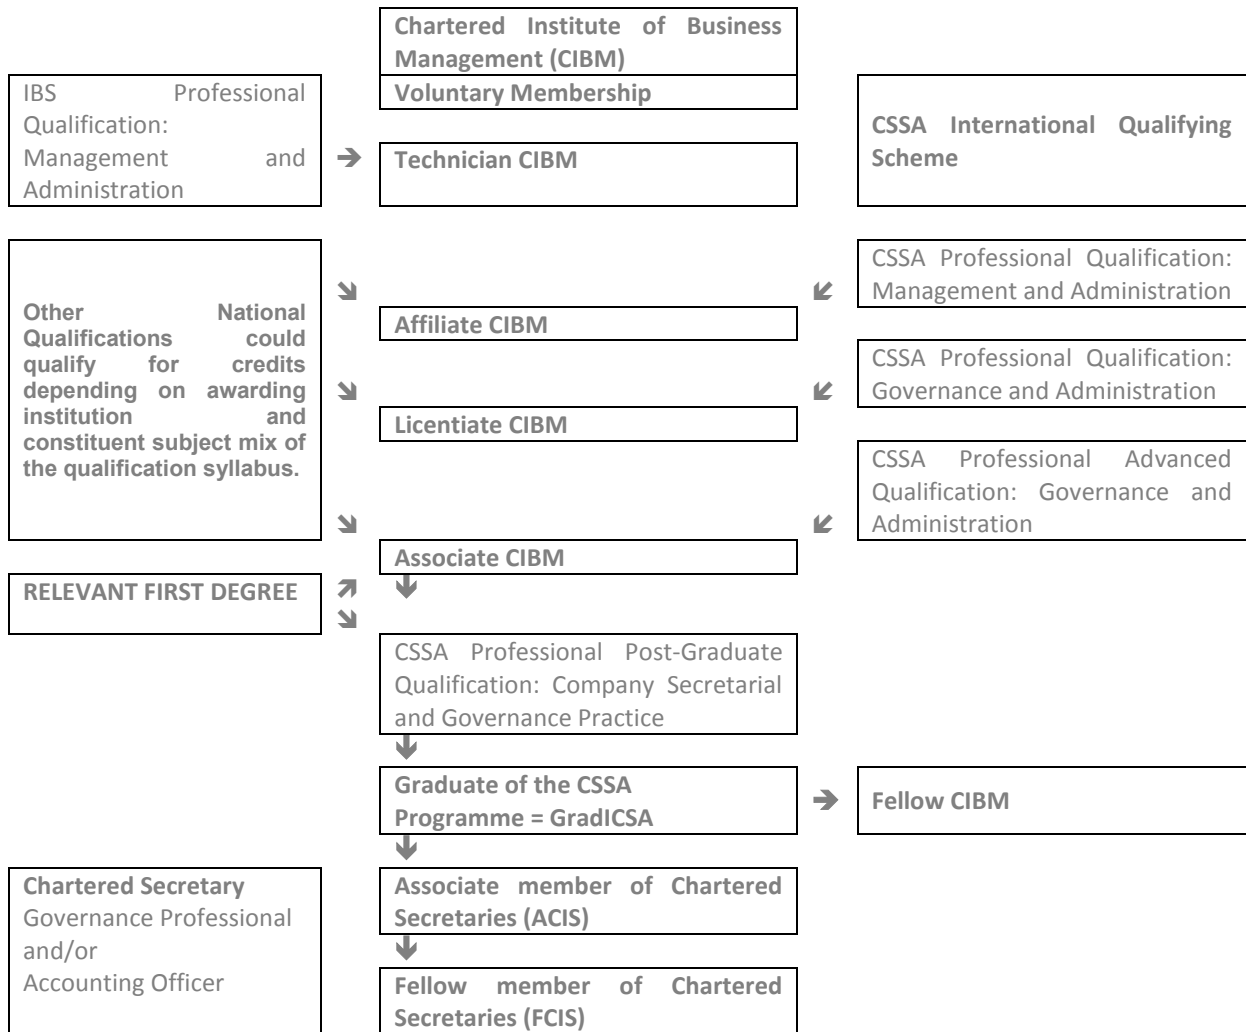 Chartered Institute of Business
Management (CIBM)
Voluntary Membership
IBS Professional
Qualification:
Management and
Administration
➔
Technician CIBM
CSSA International Qualifying
Scheme
Other National
Qualifications could
qualify for credits
depending on awarding
institution and
constituent subject mix of
the qualification syllabus.
Affiliate CIBM
Licentiate CIBM
Associate CIBM
CSSA Professional Qualification:
Management and Administration
CSSA Professional Qualification:
Governance and Administration
CSSA Professional Advanced
Qualification: Governance and
Administration
RELEVANT FIRST DEGREE
CSSA Professional Post-Graduate
Qualification: Company Secretarial
and Governance Practice
Graduate of the CSSA
Programme = GradICSA
➔
Fellow CIBM
Chartered Secretary
Governance Professional
and/or
Accounting Officer
Associate member of Chartered
Secretaries (ACIS)
Fellow member of Chartered
Secretaries (FCIS)